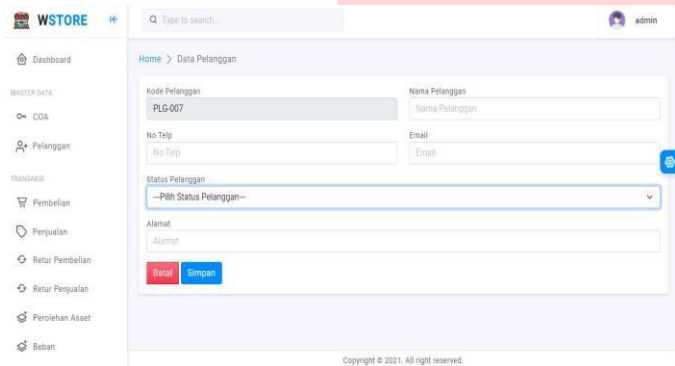 WSTORE
Type to search...
admin
Dashboard
Home > Data Pelanggan
MASTER DATA
COA
Pelanggan
TRANSAKSI
Pembelian
Penjualan
Retur Pembelian
Retur Penjualan
Perolehan Asset
Beban
Kode Pelanggan
PLG-007
Nama Pelanggan
Nama Pelanggan
No Telp
No Telp
Email
Email
Status Pelanggan
---Pilih Status Pelanggan---
Alamat
Alamat
Batal Simpan
Copyright © 2021. All right reserved.